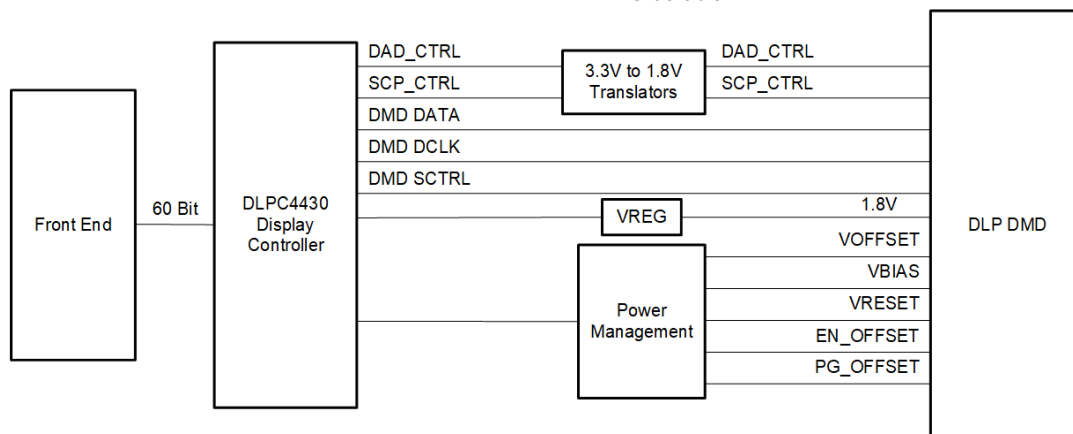 DAD_CTRL
DAD_CTRL
3.3V to 1.8V
Translators
SCP_CTRL
SCP_CTRL
DMD DATA
DMD DCLK
DMD SCTRL
60 Bit
DLPC4430
Display
Controller
Front End
VREG
1.8V
DLP DMD
VOFFSET
VBIAS
Power
Management
VRESET
EN_OFFSET
PG_OFFSET